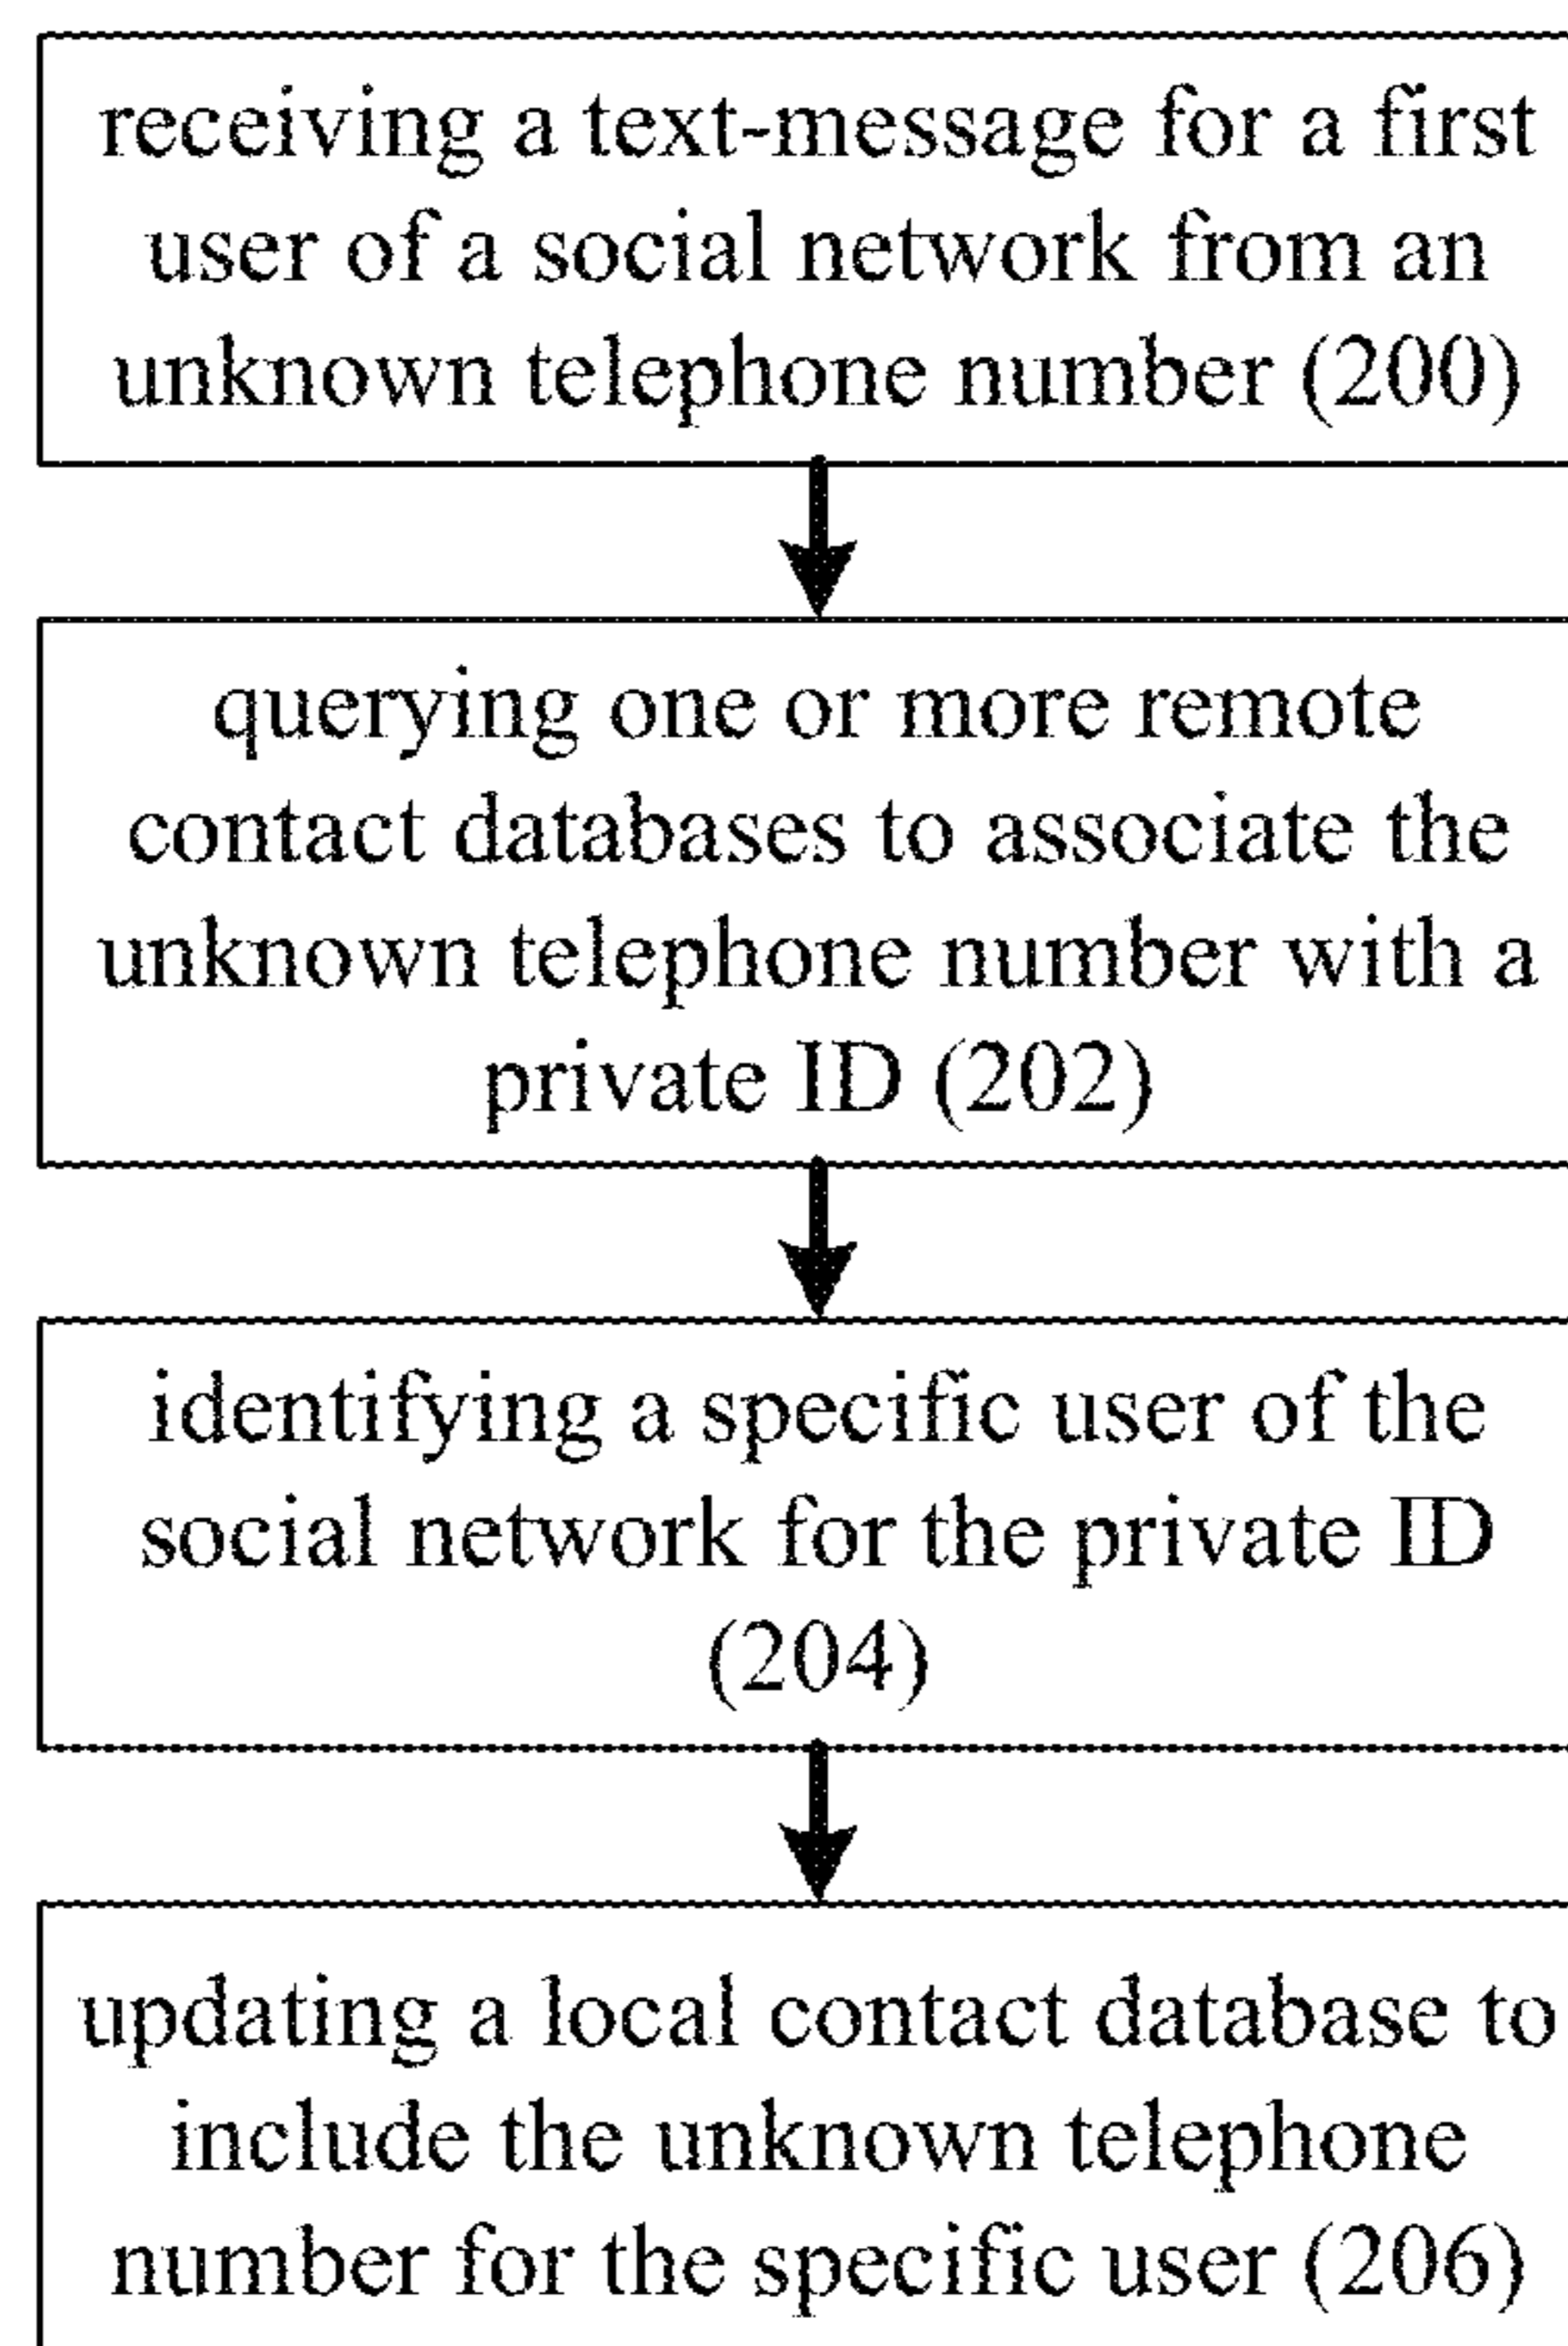 receiving a text-message for a first
user of a social network from an
unknown telephone number (200)
querying one or more remote
contact databases to associate the
unknown telephone number with a
private ID (202)
identifying a specific user of the
social network for the private ID
(204)
updating a local contact database to
include the unknown telephone
number for the specific user (206)